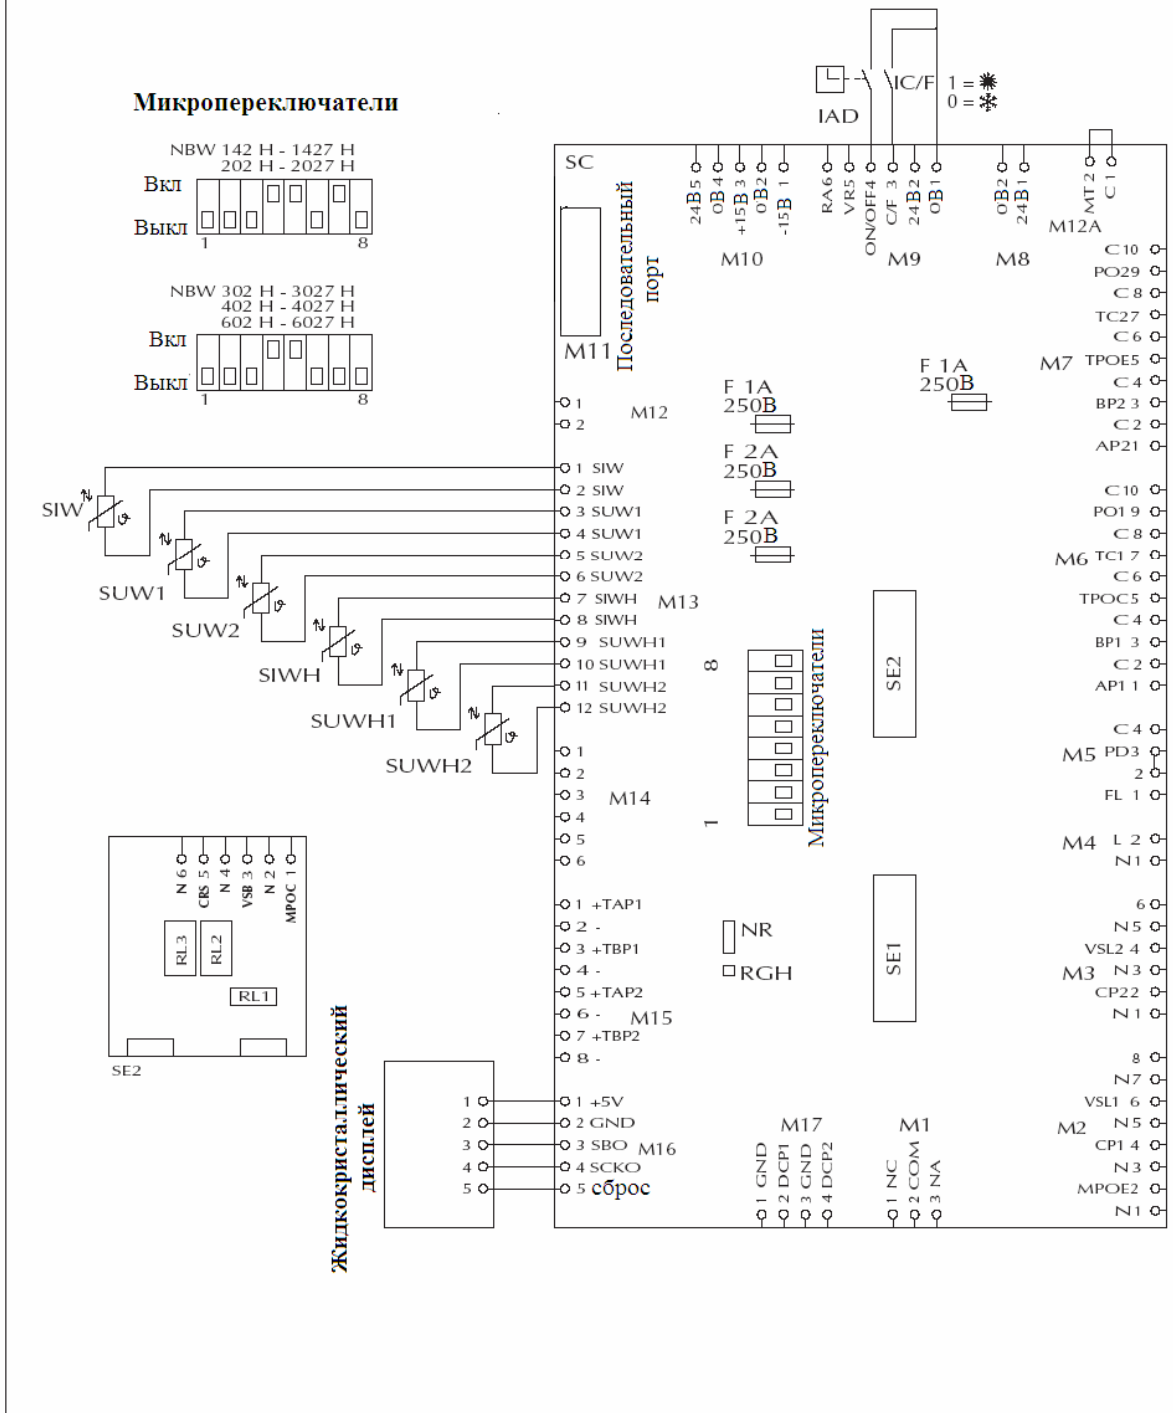 Микропереключатели
NBW 142 H - 1427 H
202 H - 2027 H
Вкл
Выкл
1 8
NBW 302 H - 3027 H
402 H - 4027 H
602 H - 6027 H
Вкл
Выкл
1 8
IAD
IC/F
1 =
0 =
SC
Последовательный
порт
M11
24В 5
0В 4
+15В 3
0В 2
-15В 1
M10
RA6
VR5
ON/OFF4
C/F 3
24В 2
0В 1
M9
0В 2
24В 1
M8
MT 2
C 1
M12A
C 10
PO29
C 8
TC27
C 6
M7 TPOE5
C 4
BP2 3
C 2
AP21
F 1A
250В
F 1A
250В
F 2A
250В
F 2A
250В
1
2
M12
1 SIW
2 SIW
3 SUW1
4 SUW1
5 SUW2
6 SUW2
7 SIWH
8 SIWH
9 SUWH1
10 SUWH1
11 SUWH2
12 SUWH2
M13
SIW
SUW1
SUW2
SIWH
SUWH1
SUWH2
C 10
PO1 9
C 8
M6 TC1 7
C 6
TPOC5
C 4
BP1 3
C 2
AP1 1
SE2
8
1
Микропереключатели
C 4
M5 PD3
2
FL 1
M4 L 2
N 1
1
2
3
4
5
6
M14
N 6
CRS 5
N 4
VSB 3
N 2
MPOC 1
RL3
RL2
RL1
SE2
1 +TAP1
2 -
3 +TBP1
4 -
5 +TAP2
6 -
7 +TBP2
8 -
M15
NR
RGH
SE1
6
N 5
VSL2 4
M3 N 3
CP22
N 1
8
N7
VSL1 6
M2 N 5
CP1 4
N 3
MPOE2
N 1
Жидкокристаллический
дисплей
1
2
3
4
5
1 +5V
2 GND
3 SBO
4 SCKO
5 сброс
M16
M17
1 GND
2 DCP1
3 GND
4 DCP2
M1
1 NC
2 COM
3 NA